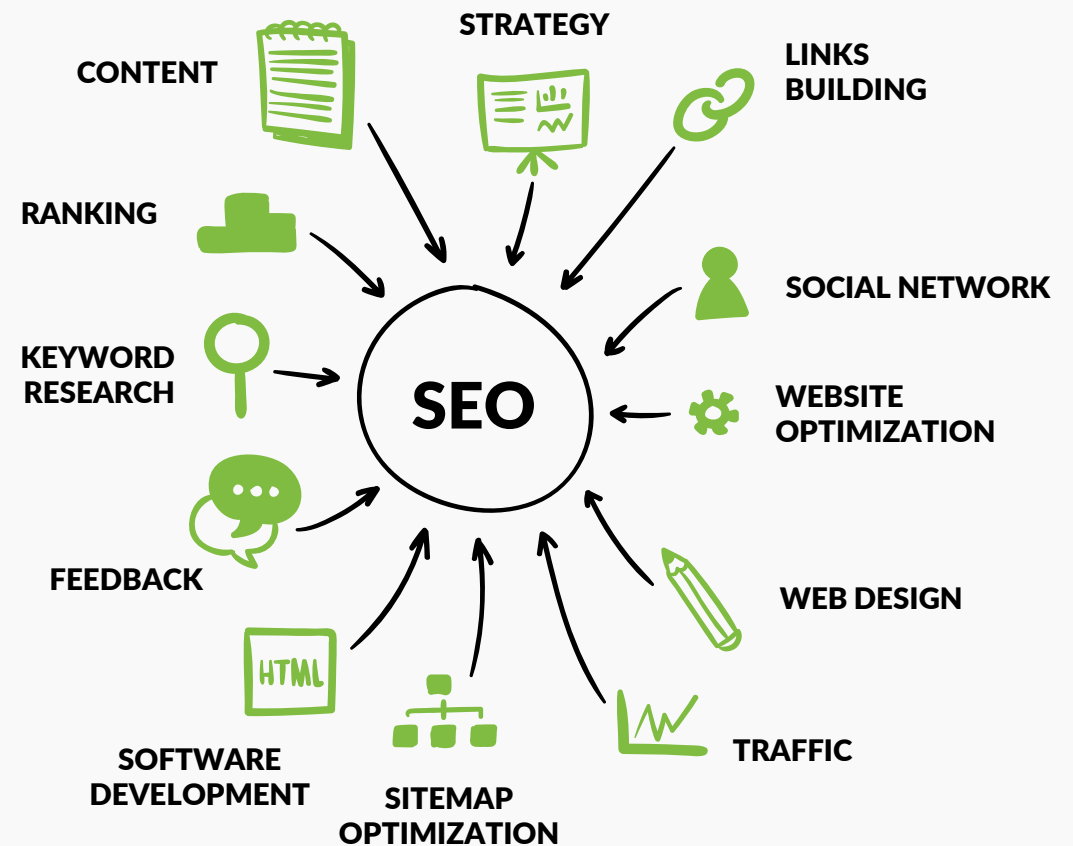 STRATEGY
CONTENT
LINKS
BUILDING
RANKING
SOCIAL NETWORK
KEYWORD
RESEARCH
SEO
WEBSITE
OPTIMIZATION
FEEDBACK
WEB DESIGN
HTML
SOFTWARE
DEVELOPMENT
TRAFFIC
SITEMAP
OPTIMIZATION